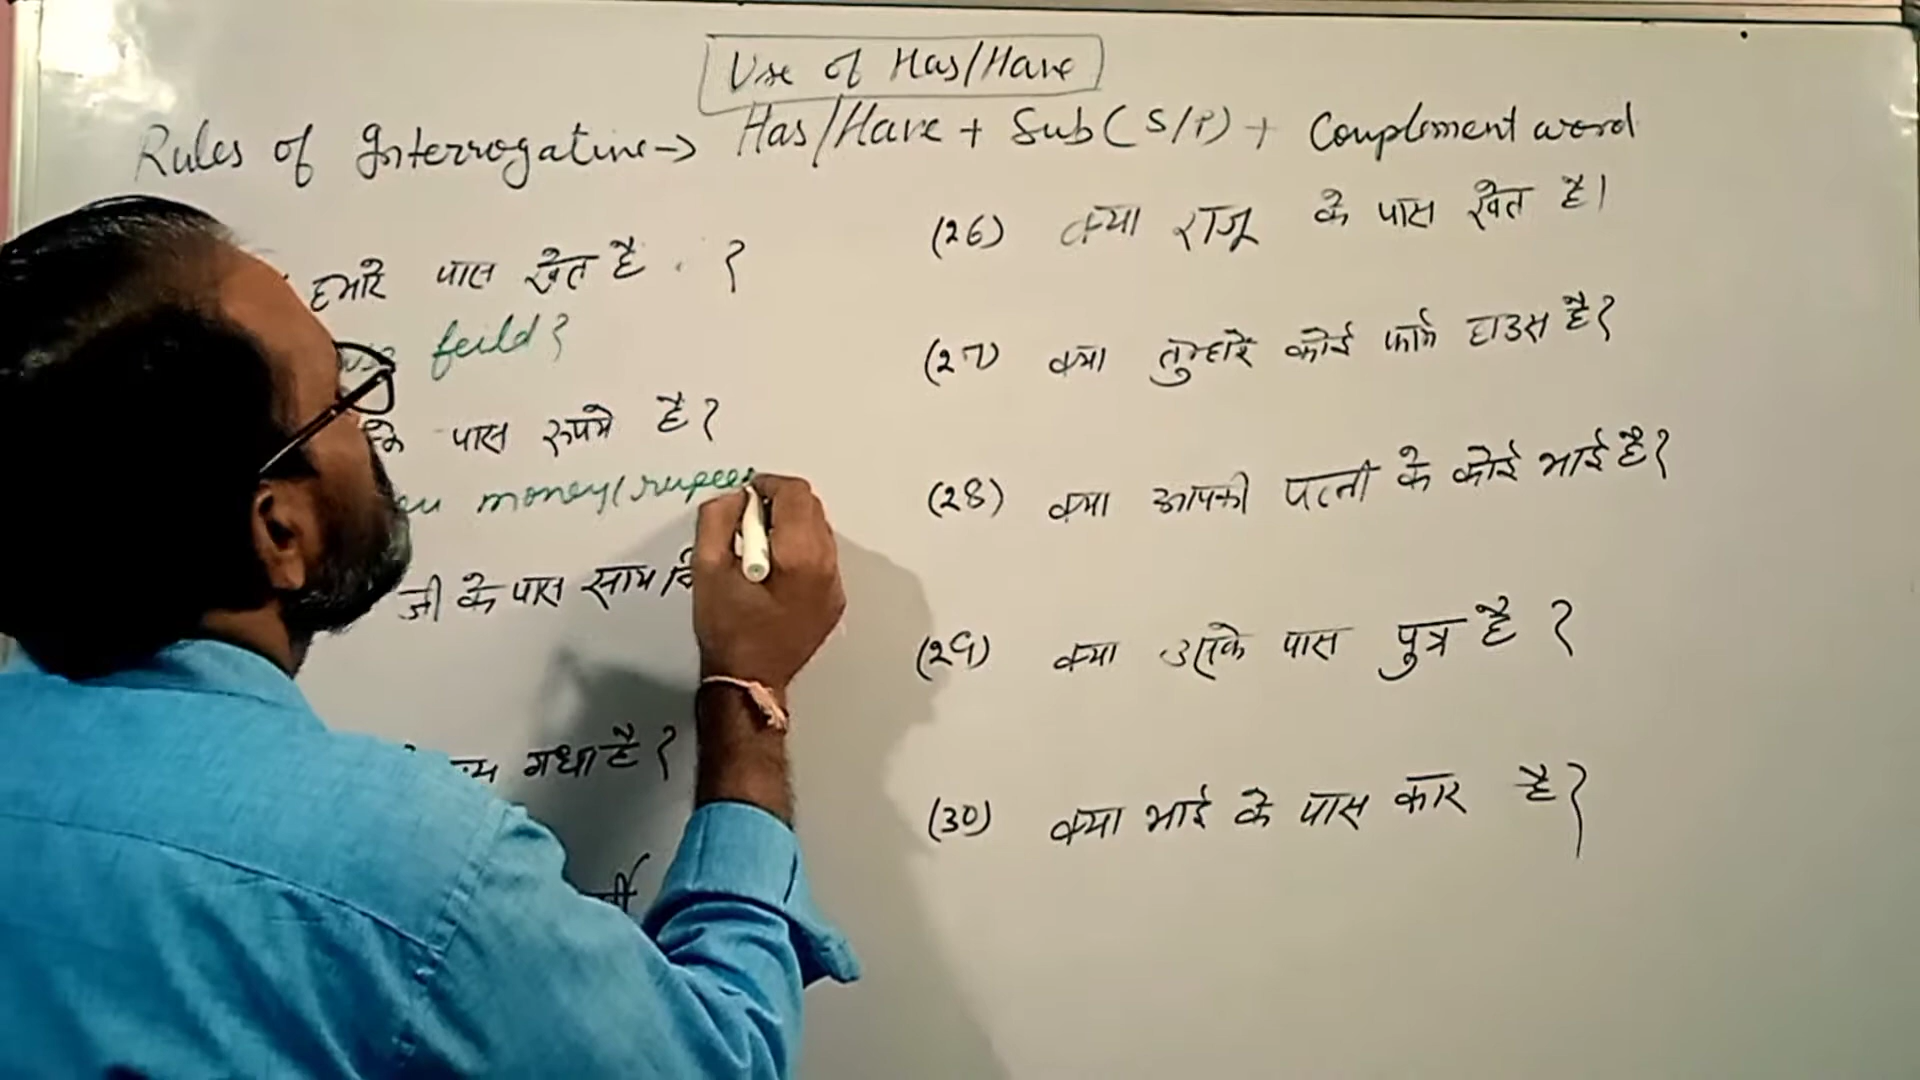 Use of Has/Have
Rules of Interrogative → Has/Have + Sub(S/P) + Complement word
हमारे पास खेत है ?
feild?
के पास रुपये है?
money(rupees
जी के पास साय
गधा है?
(26) क्या राजू के पास खेत है।
(27) क्या तुम्हारे कोई फार्म हाउस है?
(28) क्या आपकी पत्नी के कोई भाई है?
(29) क्या उसके पास पुत्र है ?
(30) क्या भाई के पास कार है?